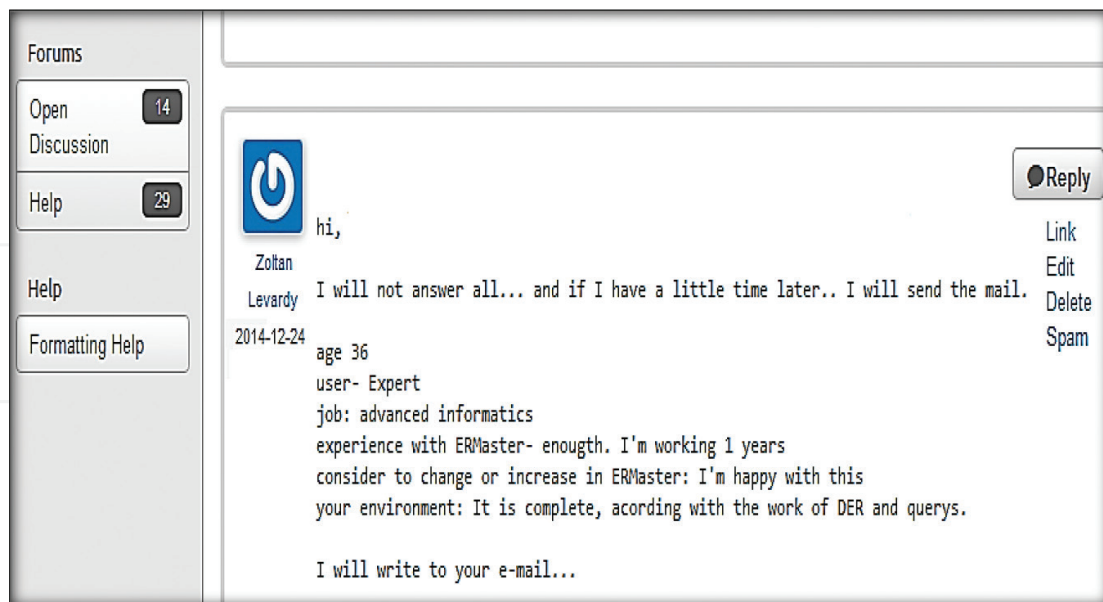 Forums
Open
Discussion
14
Help
29
Help
Formatting Help
Zoltan
Levardy
2014-12-24
Reply
Link
Edit
Delete
Spam
hi,
I will not answer all... and if I have a little time later.. I will send the mail.
age 36
user- Expert
job: advanced informatics
experience with ERMaster- enougth. I'm working 1 years
consider to change or increase in ERMaster: I'm happy with this
your environment: It is complete, acording with the work of DER and querys.
I will write to your e-mail...